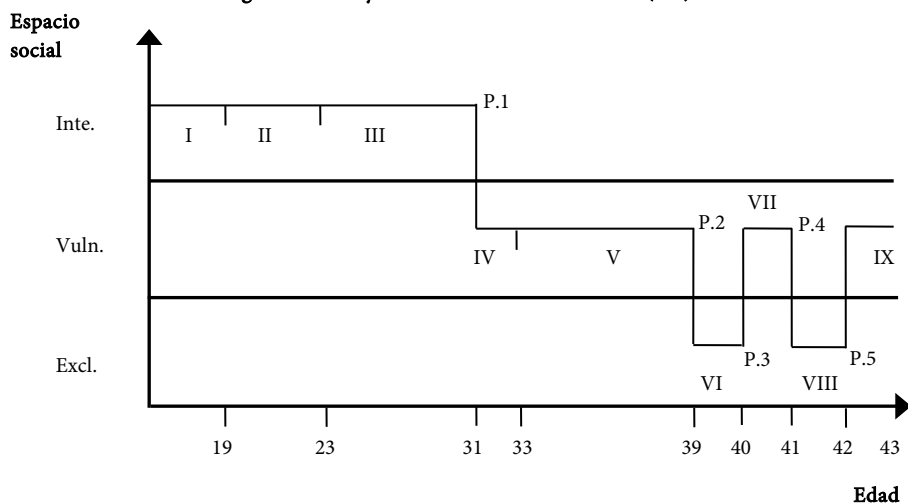 Espacio
social
Inte.
P.1
I
II
III
VII
Vuln.
P.2
P.4
IV
V
IX
Excl.
P.3
P.5
VI
VIII
19
23
31
33
39
40
41
42
43
Edad